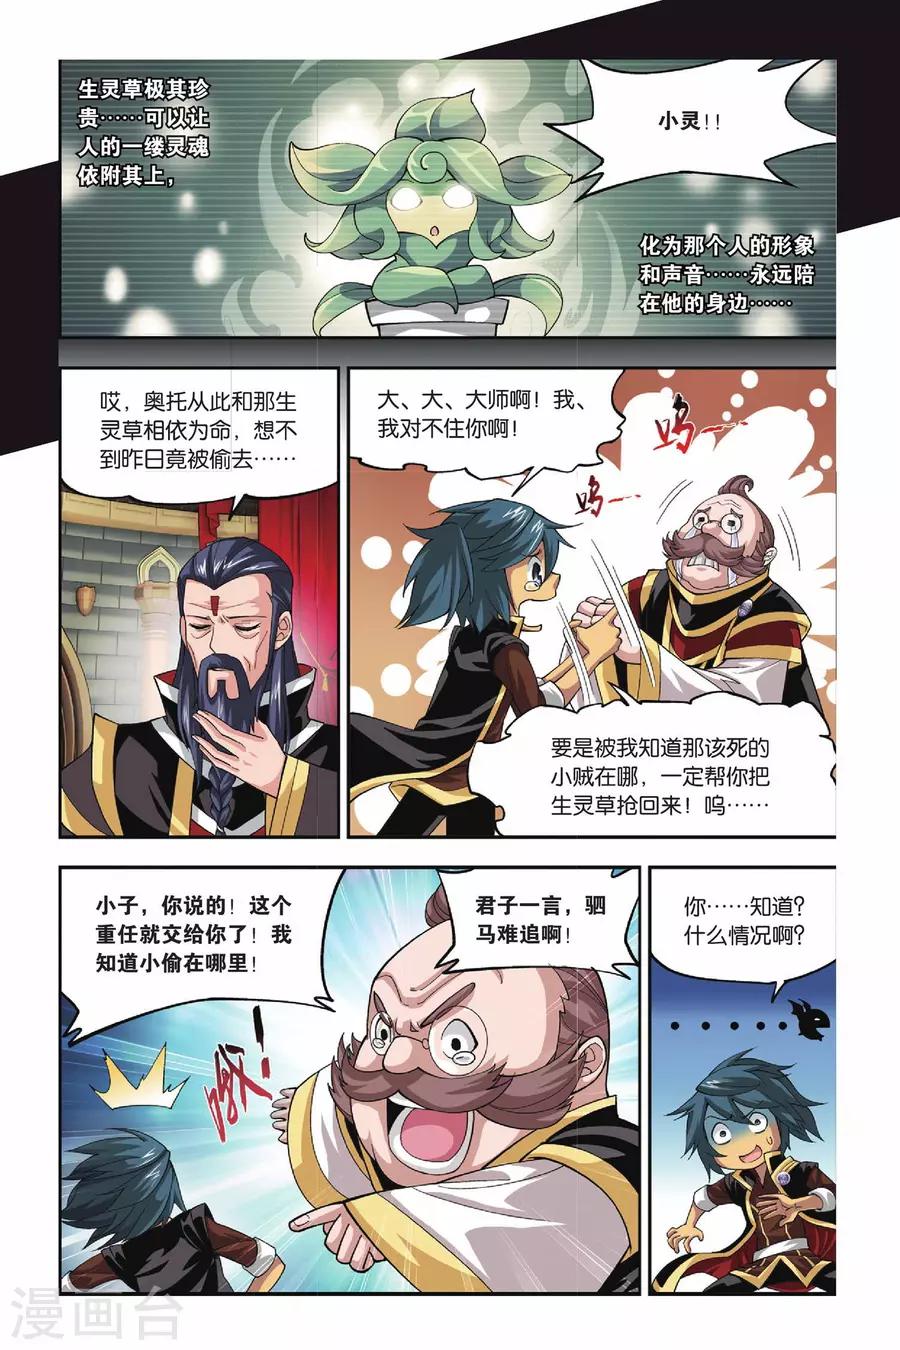 生灵草极其珍
贵……可以让
人的一缕灵魂
依附其上，
小灵！！
化为那个人的形象
和声音……永远陪
在他的身边……
哎，奥托从此和那生
灵草相依为命，想不
到昨日竟被偷去……
大、大、大师啊！我、
我对不住你啊！
呜——
呜——
要是被我知道那该死的
小贼在哪，一定帮你把
生灵草抢回来！呜……
小子，你说的！这个
重任就交给你了！我
知道小偷在哪里！
君子一言，驷
马难追啊！
哦！
你……知道？
什么情况啊？
漫画台